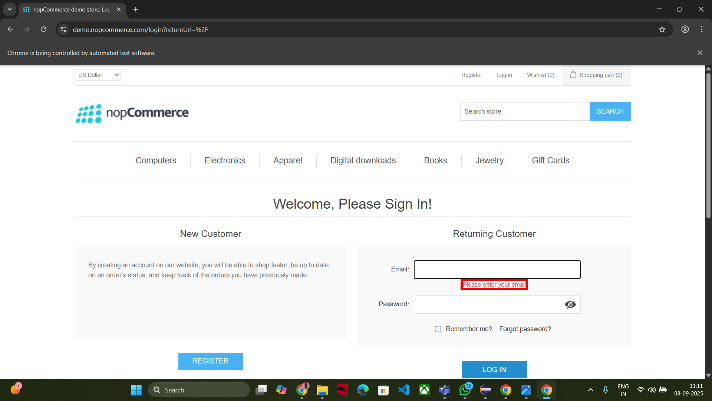 nopCommerce demo store. Log
demo.nopcommerce.com/login?returnUrl=%2F
Chrome is being controlled by automated test software.
US Dollar
Register
Log in
Wishlist (0)
Shopping cart (0)
nopCommerce
Search store
SEARCH
Computers
Electronics
Apparel
Digital downloads
Books
Jewelry
Gift Cards
Welcome, Please Sign In!
New Customer
Returning Customer
By creating an account on our website, you will be able to shop faster, be up to date
on an order's status, and keep track of the orders you have previously made.
REGISTER
Email:
Please enter your email
Password:
Remember me?
Forgot password?
LOG IN
Search
ENG
IN
11:11
08-09-2025